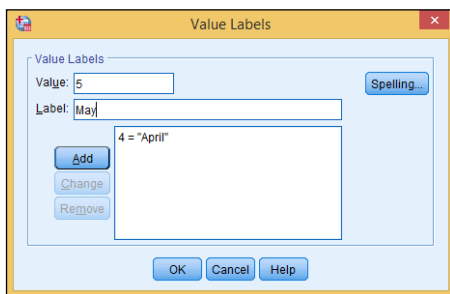 Value Labels
Value Labels
Value: 5
Spelling...
Label: May
4 = "April"
Add
Change
Remove
OK Cancel Help